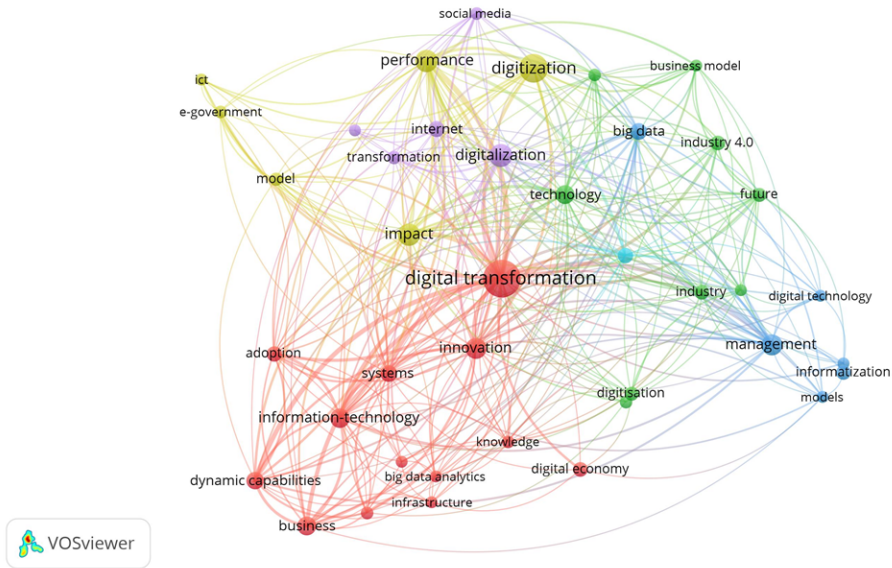 social media
performance
digitization
business model
ict
e-government
internet
big data
industry 4.0
transformation
digitalization
model
technology
future
impact
digital transformation
industry
digital technology
management
innovation
adoption
systems
informatization
digitisation
models
information-technology
knowledge
digital economy
dynamic capabilities
big data analytics
infrastructure
business
VOSviewer